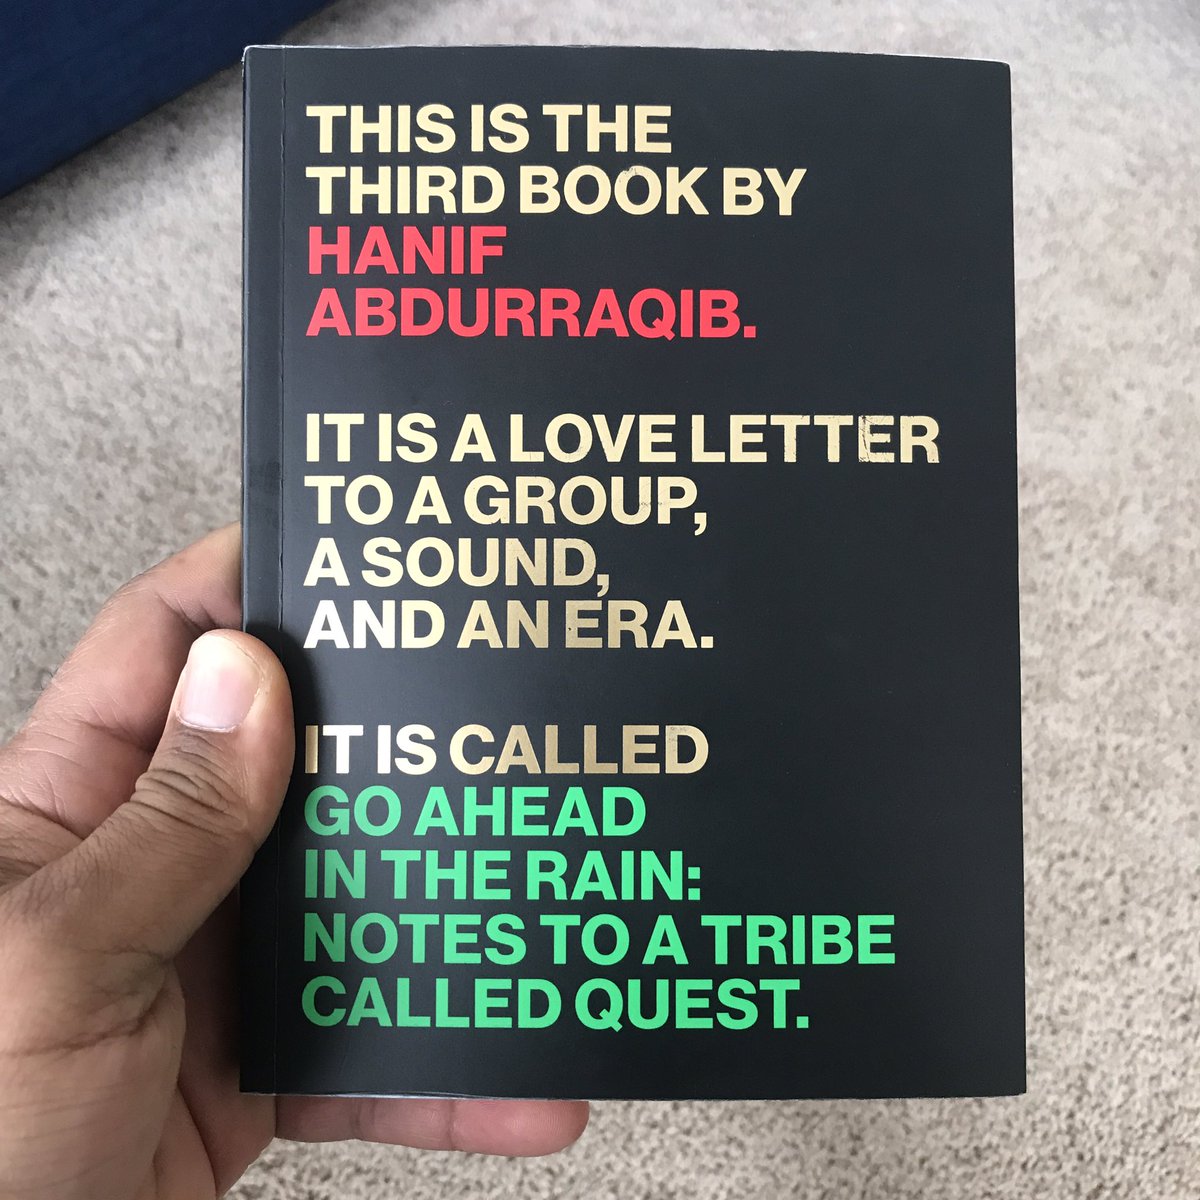 THIS IS THE
THIRD BOOK BY
HANIF
ABDURRAQIB.
IT IS A LOVE LETTER
TO A GROUP,
A SOUND,
AND AN ERA.
IT IS CALLED
GO AHEAD
IN THE RAIN:
NOTES TO A TRIBE
CALLED QUEST.